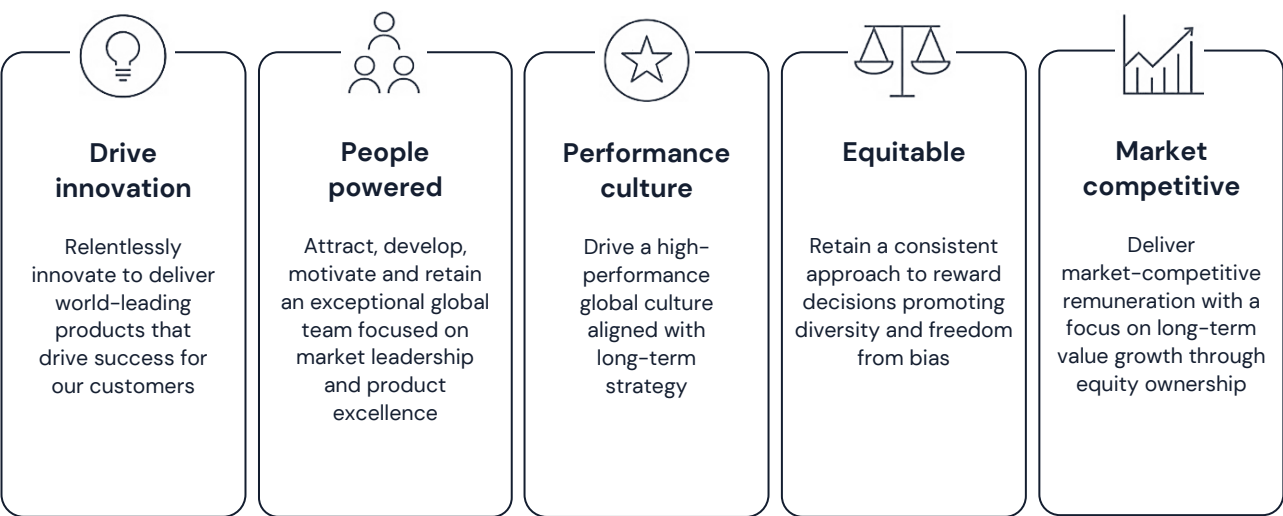 Drive
innovation
Relentlessly
innovate to deliver
world-leading
products that
drive success for
our customers
People
powered
Attract, develop,
motivate and retain
an exceptional global
team focused on
market leadership
and product
excellence
Performance
culture
Drive a high-
performance
global culture
aligned with
long-term
strategy
Equitable
Retain a consistent
approach to reward
decisions promoting
diversity and freedom
from bias
Market
competitive
Deliver
market-competitive
remuneration with a
focus on long-term
value growth through
equity ownership